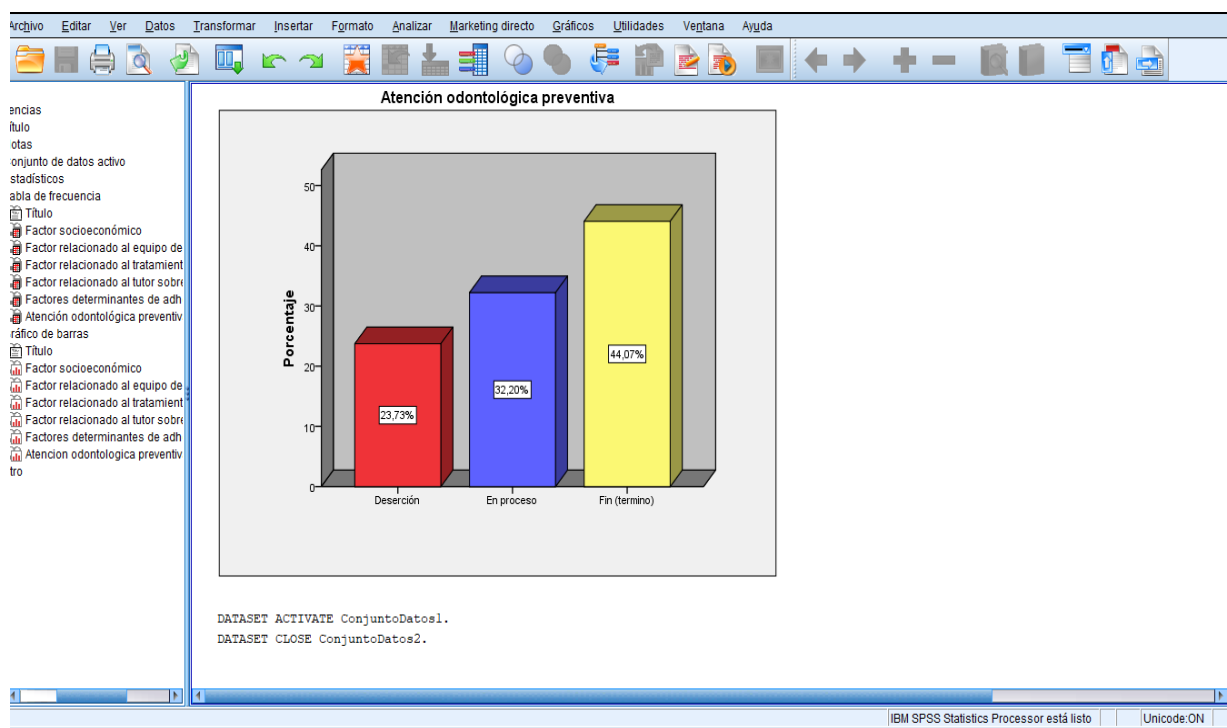 Archivo Editar Ver Datos Transformar Insertar Formato Analizar Marketing directo Gráficos Utilidades Ventana Ayuda
encias
ítulo
otas
onjunto de datos activo
stadísticos
abla de frecuencia
Título
Factor socioeconómico
Factor relacionado al equipo de
Factor relacionado al tratamient
Factor relacionado al tutor sobre
Factores determinantes de adh
Atención odontológica preventiv
ráfico de barras
Título
Factor socioeconómico
Factor relacionado al equipo de
Factor relacionado al tratamient
Factor relacionado al tutor sobre
Factores determinantes de adh
Atencion odontologica preventiv
tro
Atención odontológica preventiva
Porcentaje
50
40
30
20
10
0
23,73%
32,20%
44,07%
Deserción En proceso Fin (termino)
DATASET ACTIVATE ConjuntoDatos1.
DATASET CLOSE ConjuntoDatos2.
IBM SPSS Statistics Processor está listo Unicode:ON